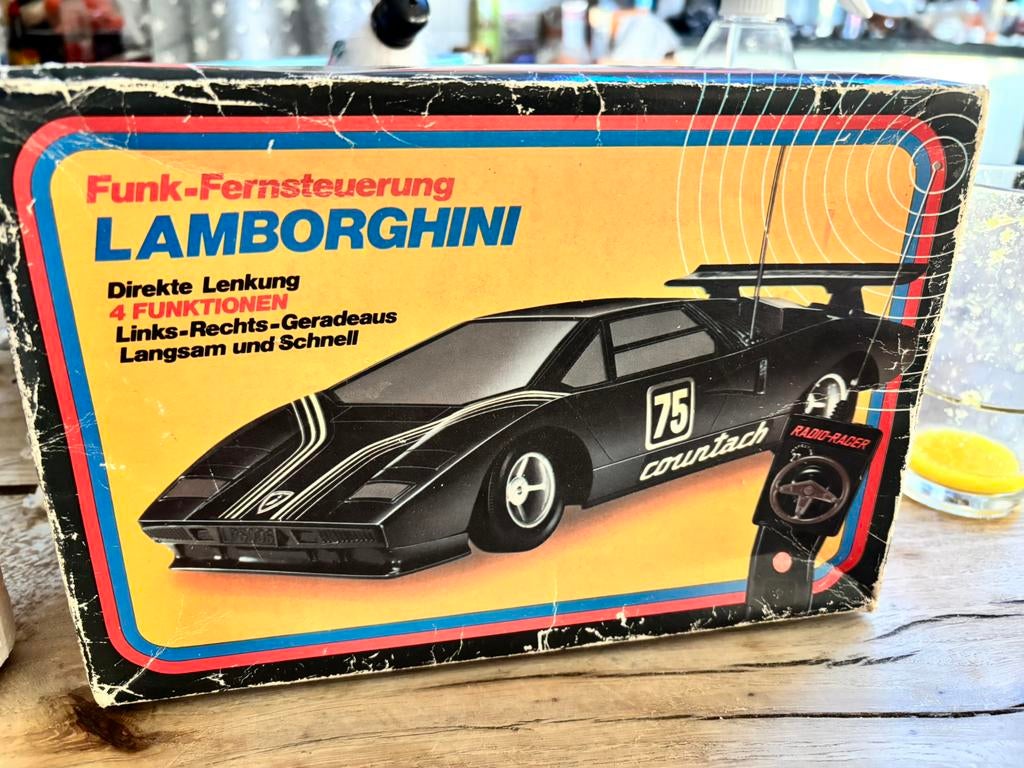 Funk-Fernsteuerung
LAMBORGHINI
Direkte Lenkung
4 FUNKTIONEN
Links-Rechts-Geradeaus
Langsam und Schnell
75
countach
RADIO-RACER